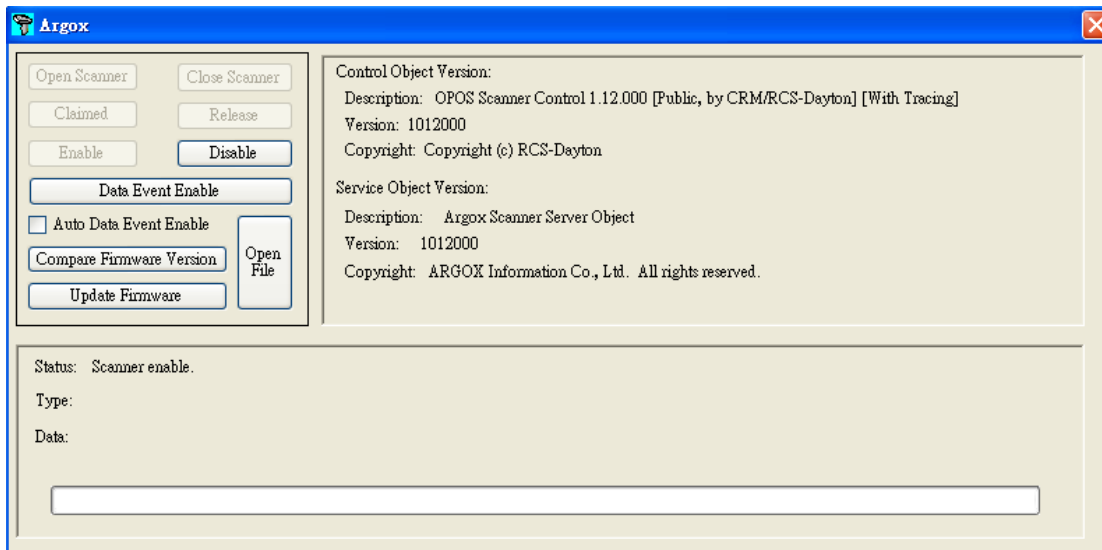 Argox
Open Scanner
Close Scanner
Claimed
Release
Enable
Disable
Data Event Enable
Auto Data Event Enable
Compare Firmware Version
Update Firmware
Open
File
Control Object Version:
Description: OPOS Scanner Control 1.12.000 [Public, by CRM/RCS-Dayton] [With Tracing]
Version: 1012000
Copyright: Copyright (c) RCS-Dayton
Service Object Version:
Description: Argox Scanner Server Object
Version: 1012000
Copyright: ARGOX Information Co., Ltd. All rights reserved.
Status: Scanner enable.
Type:
Data: